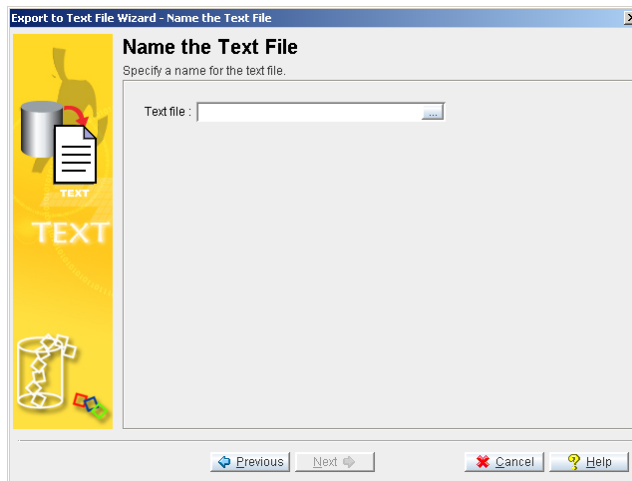 Export to Text File Wizard - Name the Text File
Name the Text File
Specify a name for the text file.
Text file :
...
TEXT
TEXT
Previous
Next
Cancel
Help